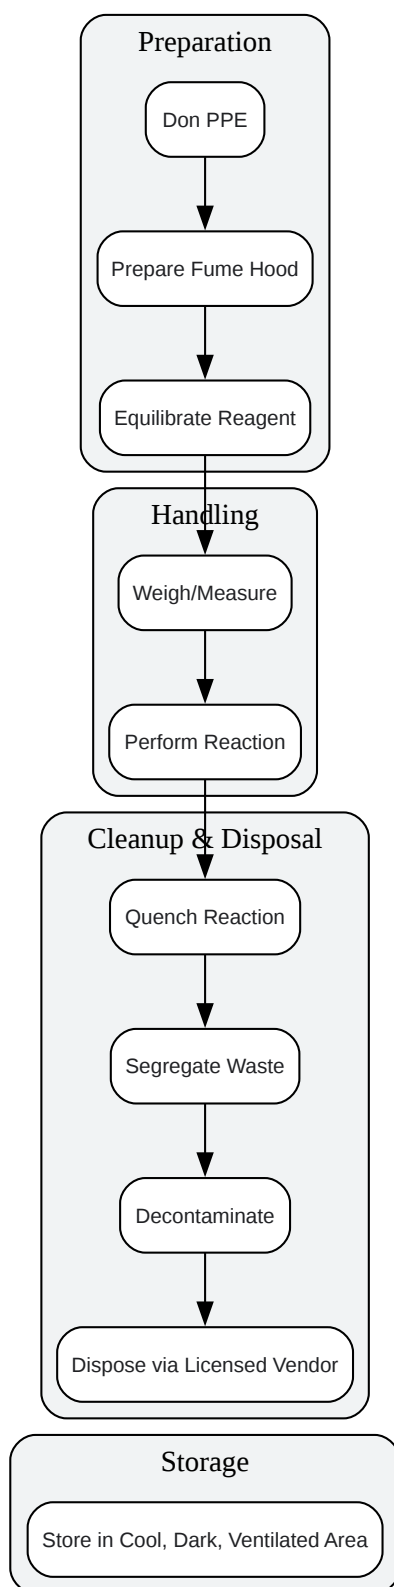 Preparation
Don PPE
Prepare Fume Hood
Equilibrate Reagent
Handling
Weigh/Measure
Perform Reaction
Cleanup & Disposal
Quench Reaction
Segregate Waste
Decontaminate
Dispose via Licensed Vendor
Storage
Store in Cool, Dark, Ventilated Area